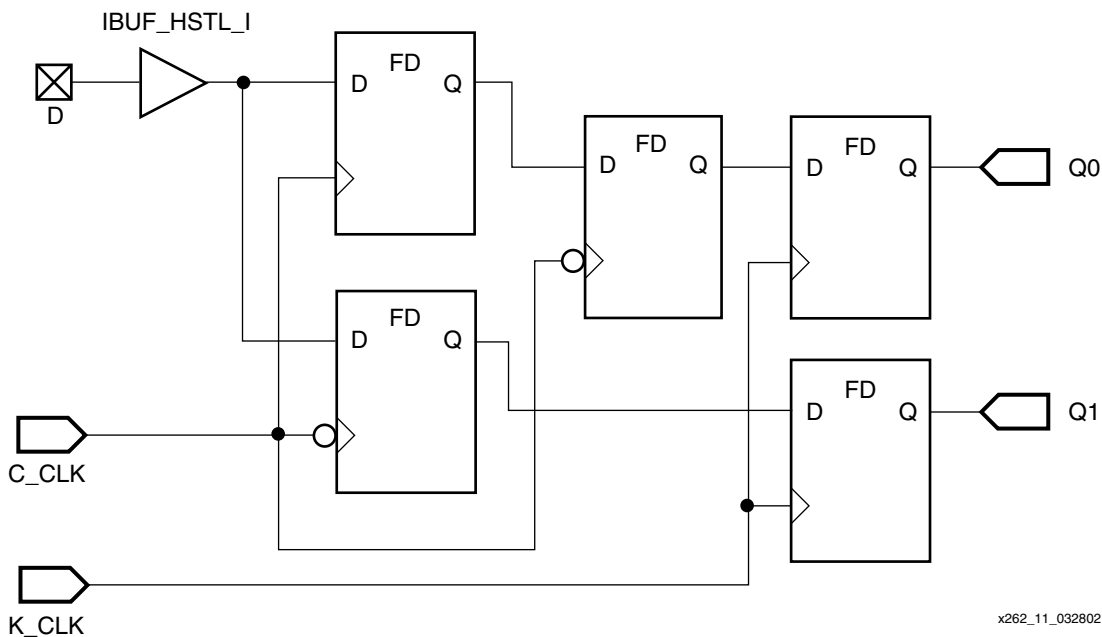 IBUF_HSTL_I
D
FD
D
Q
FD
D
Q
FD
D
Q
Q0
FD
D
Q
FD
D
Q
Q1
C_CLK
K_CLK
x262_11_032802